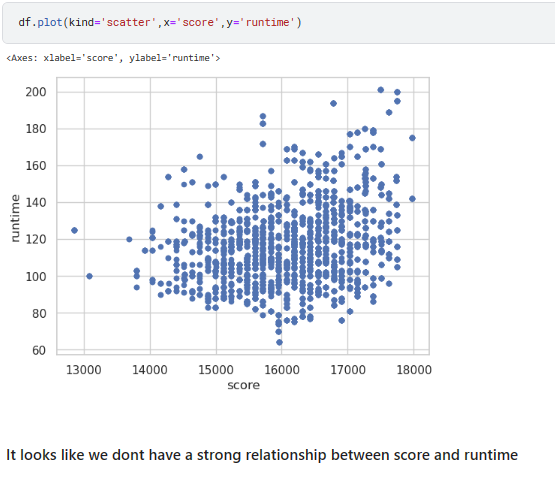 df.plot(kind='scatter',x='score',y='runtime')
<Axes: xlabel='score', ylabel='runtime'>
200
180
160
140
120
100
80
60
runtime
13000 14000 15000 16000 17000 18000
score
It looks like we dont have a strong relationship between score and runtime